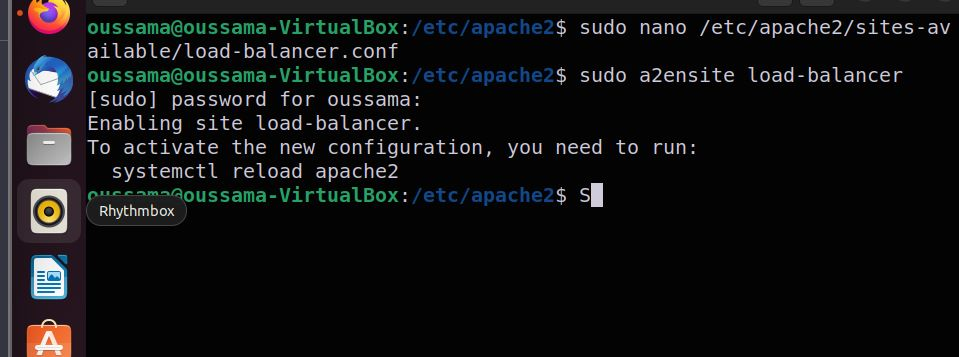 oussama@oussama-VirtualBox:/etc/apache2$ sudo nano /etc/apache2/sites-av
ailable/load-balancer.conf
oussama@oussama-VirtualBox:/etc/apache2$ sudo a2ensite load-balancer
[sudo] password for oussama:
Enabling site load-balancer.
To activate the new configuration, you need to run:
  systemctl reload apache2
oussama@oussama-VirtualBox:/etc/apache2$ S
Rhythmbox